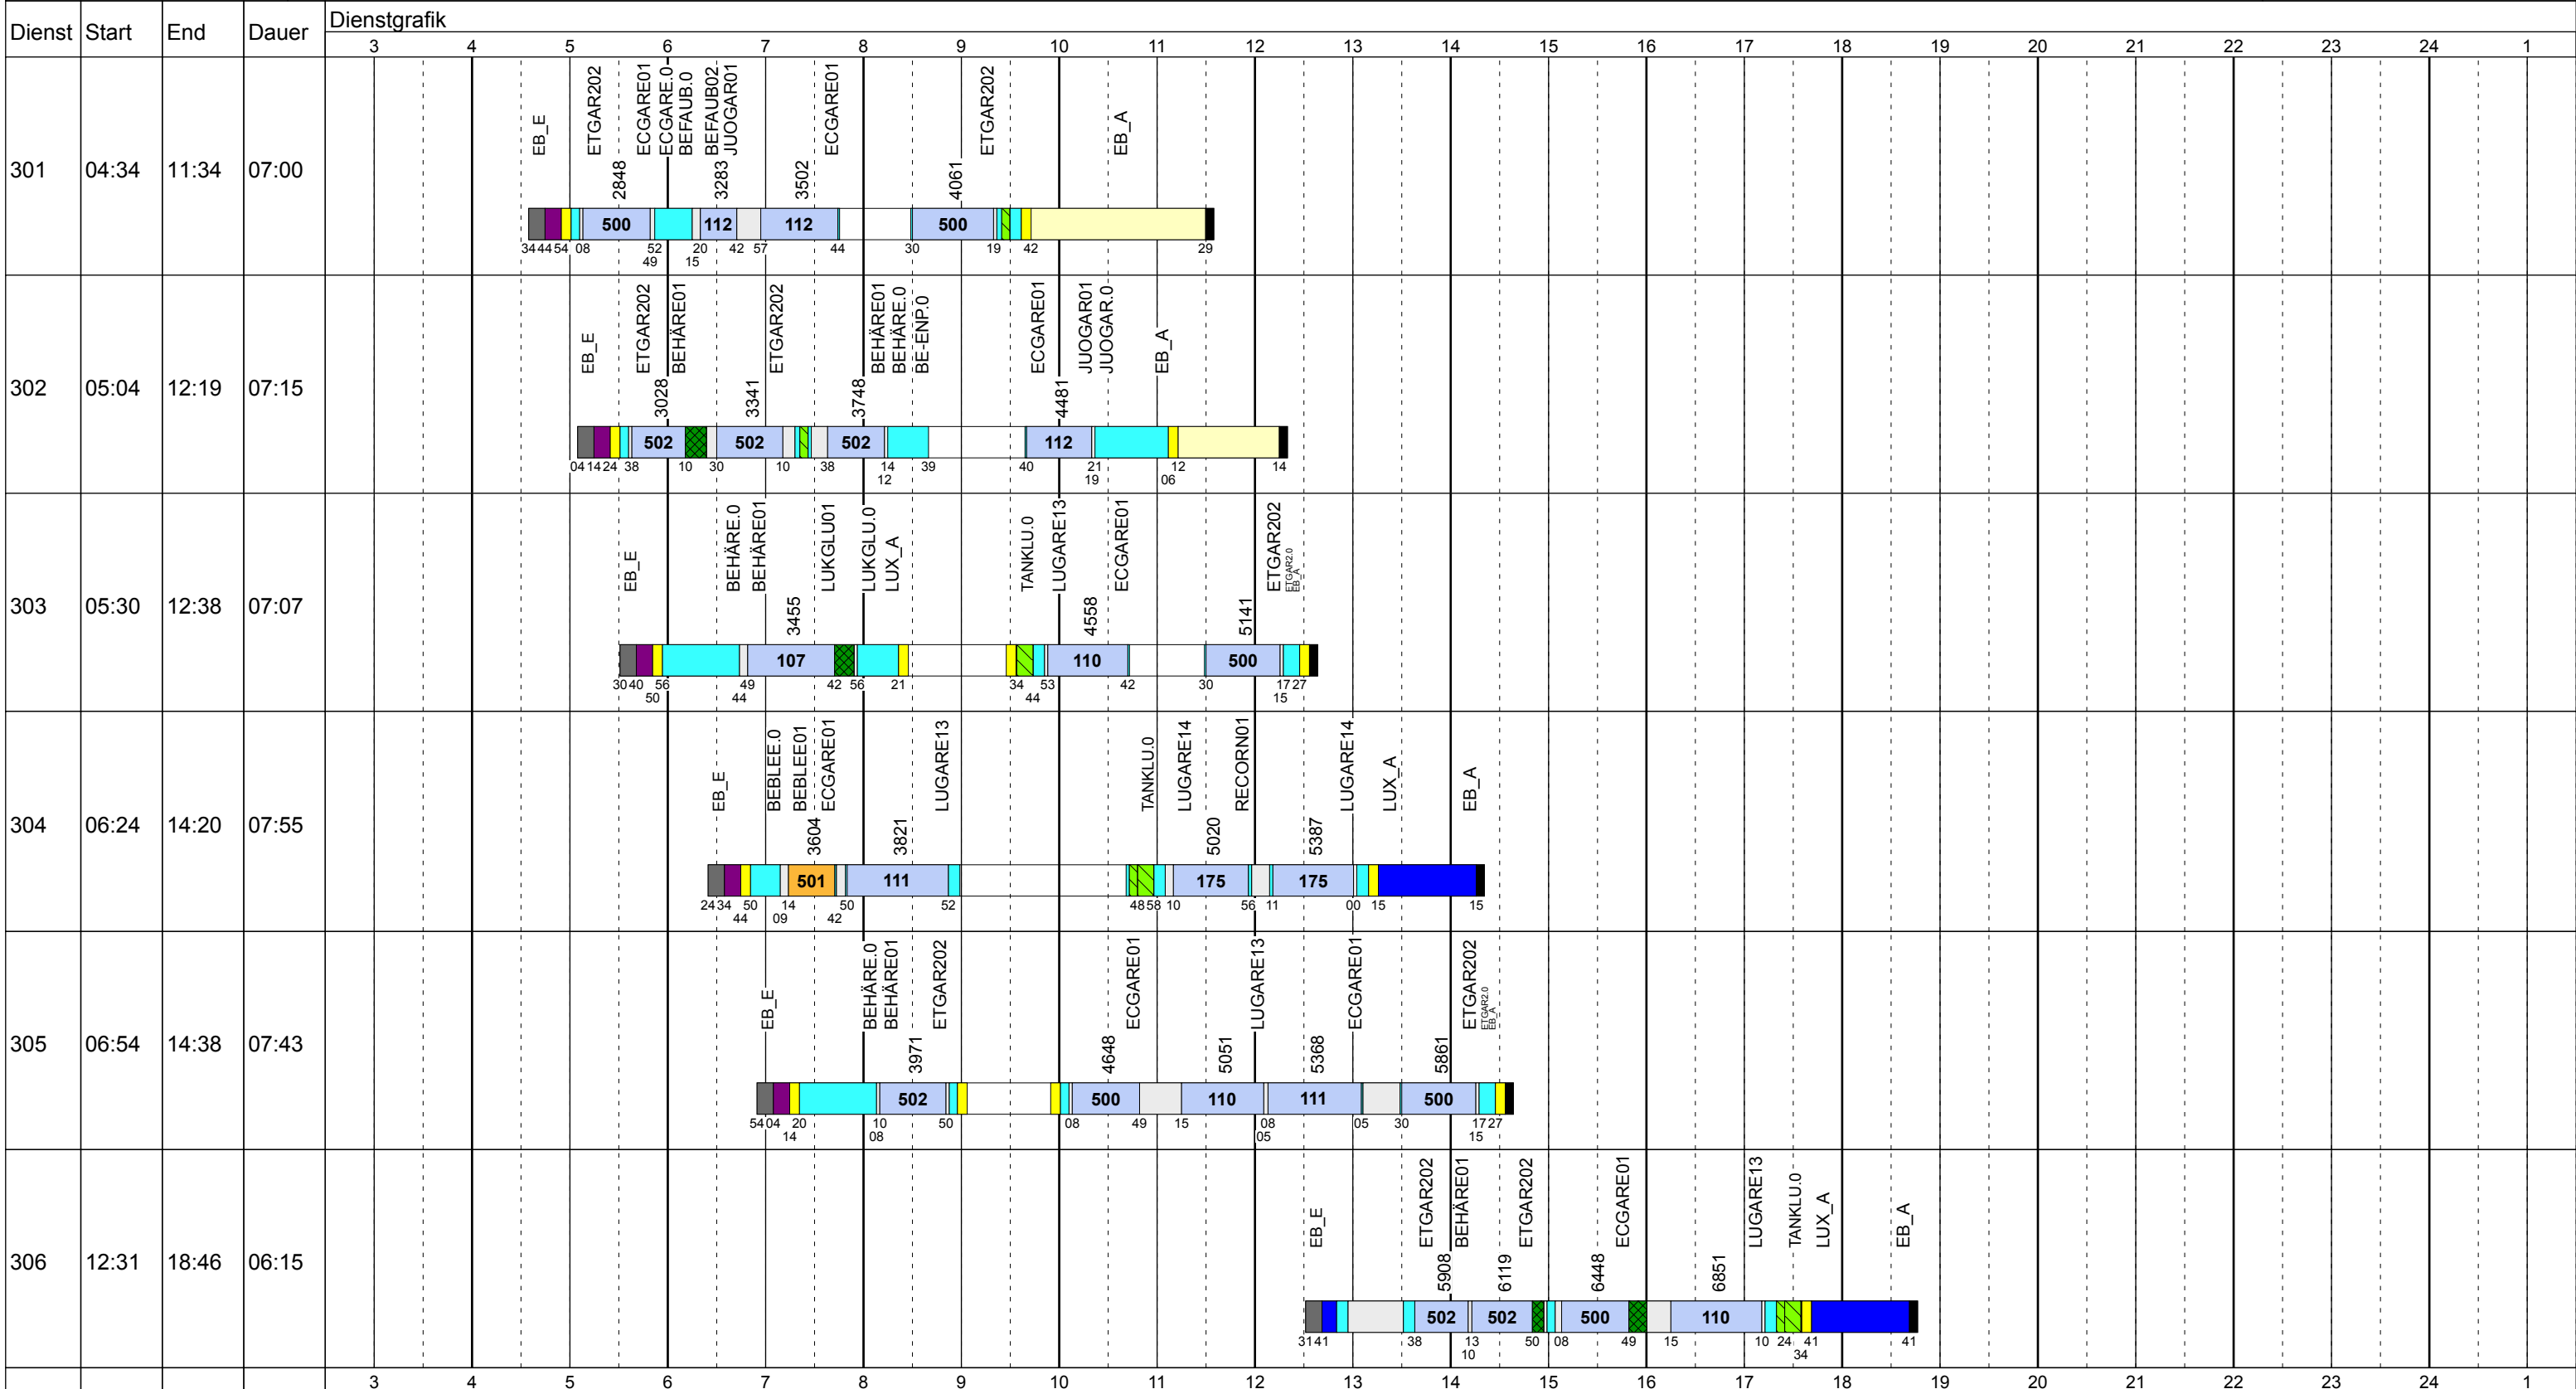 Dienst Start End Dauer Dienstgrafik
3 4 5 6 7 8 9 10 11 12 13 14 15 16 17 18 19 20 21 22 23 24 1
EB_E ETGAR202 ECGARE01 ECGARE.0 BEFAUB.0 BEFAUB02 JUOGAR01 ECGARE01 ETGAR202 EB_A
2848 3283 3502 4061
301 04:34 11:34 07:00
500 112 112 500
34 44 54 08 52 20 42 57 44 30 19 42 29
49 15
EB_E ETGAR202 BEHÄRE01 ETGAR202 BEHÄRE01 BEHÄRE.0 BE-ENP.0 ECGARE01 JUOGAR01 JUOGAR.0 EB_A
3028 3341 3748 4481
302 05:04 12:19 07:15
502 502 502 112
04 14 24 38 10 30 10 38 14 39 40 21 12 14
12 19 06
EB_E BEHÄRE.0 BEHÄRE01 LUKGLU01 LUKGLU.0 LUX_A TANKLU.0 LUGARE13 ECGARE01 ETGAR202 ETGAR2.0 EB_A
3455 4558 5141
303 05:30 12:38 07:07
107 110 500
30 40 56 49 42 56 21 34 53 42 30 17 27
50 44 44 15
EB_E BEBLEE.0 BEBLEE01 ECGARE01 LUGARE13 TANKLU.0 LUGARE14 RECORN01 LUGARE14 LUX_A EB_A
3604 3821 5020 5387
304 06:24 14:20 07:55
501 111 175 175
24 34 50 14 50 52 48 58 10 56 11 00 15 15
44 09 42
EB_E BEHÄRE.0 BEHÄRE01 ETGAR202 ECGARE01 LUGARE13 ECGARE01 ETGAR202 ETGAR2.0 EB_A
3971 4648 5051 5368 5861
305 06:54 14:38 07:43
502 500 110 111 500
54 04 20 10 50 08 49 15 08 05 30 17 27
14 08 05 15
EB_E ETGAR202 BEHÄRE01 ETGAR202 ECGARE01 LUGARE13 TANKLU.0 LUX_A EB_A
5908 6119 6448 6851
306 12:31 18:46 06:15
502 502 500 110
31 41 38 13 50 08 49 15 10 24 41 41
10 34
3 4 5 6 7 8 9 10 11 12 13 14 15 16 17 18 19 20 21 22 23 24 1